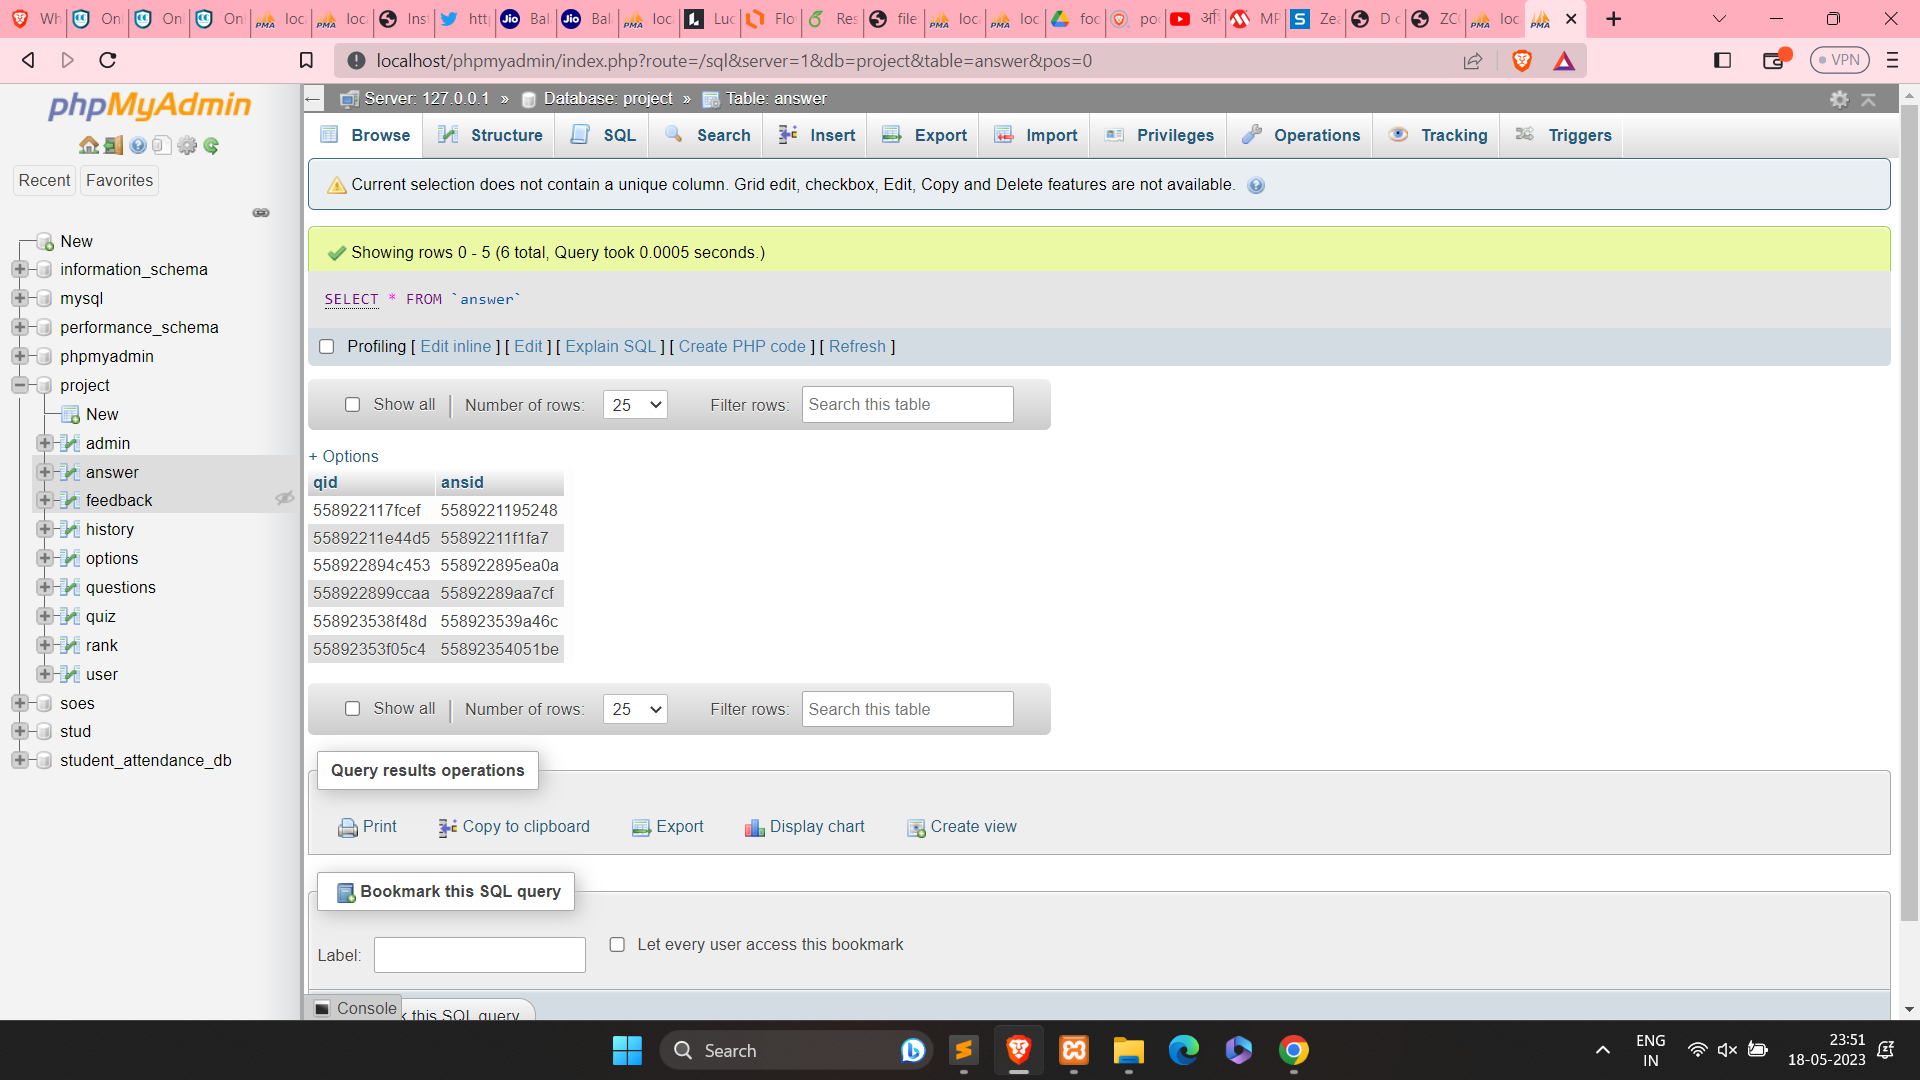 Wh
On
On
On
loc
loc
Inst
http
Bal
Bal
loc
Luc
Flo
Res
file
loc
loc
foc
poc
MP
Zea
D c
ZC
loc
localhost/phpmyadmin/index.php?route=/sql&server=1&db=project&table=answer&pos=0
VPN
phpMyAdmin
Recent
Favorites
New
information_schema
mysql
performance_schema
phpmyadmin
project
New
admin
answer
feedback
history
options
questions
quiz
rank
user
soes
stud
student_attendance_db
Server: 127.0.0.1 » Database: project » Table: answer
Browse Structure SQL Search Insert Export Import Privileges Operations Tracking Triggers
Current selection does not contain a unique column. Grid edit, checkbox, Edit, Copy and Delete features are not available.
Showing rows 0 - 5 (6 total, Query took 0.0005 seconds.)
SELECT * FROM `answer`
Profiling [ Edit inline ] [ Edit ] [ Explain SQL ] [ Create PHP code ] [ Refresh ]
Show all Number of rows: 25 Filter rows: Search this table
+ Options
qid ansid
558922117fcef 5589221195248
55892211e44d5 55892211f1fa7
558922894c453 558922895ea0a
558922899ccaa 55892289aa7cf
558923538f48d 558923539a46c
55892353f05c4 55892354051be
Show all Number of rows: 25 Filter rows: Search this table
Query results operations
Print Copy to clipboard Export Display chart Create view
Bookmark this SQL query
Label: Let every user access this bookmark
Console
this SQL query
Search
ENG
IN
23:51
18-05-2023